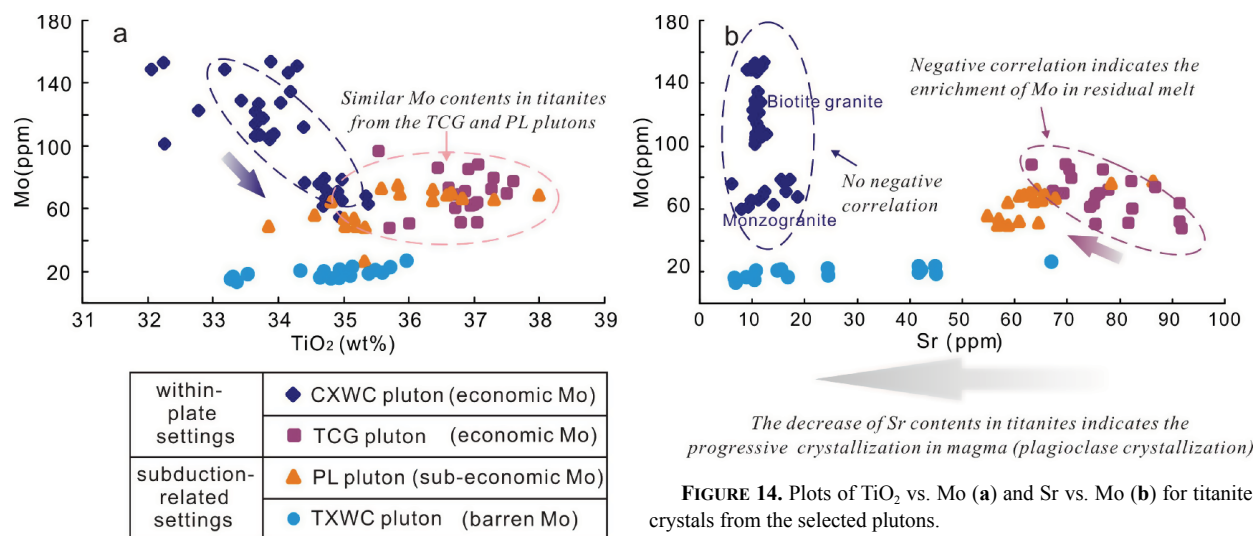 a
180
140
100
60
20
Mo(ppm)
Similar Mo contents in titanites
from the TCG and PL plutons
31 32 33 34 35 36 37 38 39
TiO2 (wt%)
b
180
140
100
60
20
Mo(ppm)
Negative correlation indicates the
enrichment of Mo in residual melt
Biotite granite
No negative
correlation
Monzogranite
0 10 20 30 40 50 60 70 80 90 100
Sr (ppm)
The decrease of Sr contents in titanites indicates the
progressive crystallization in magma (plagioclase crystallization)
within-
plate
settings
CXWC pluton (economic Mo)
TCG pluton (economic Mo)
subduction-
related
settings
PL pluton (sub-economic Mo)
TXWC pluton (barren Mo)
FIGURE 14. Plots of TiO2 vs. Mo (a) and Sr vs. Mo (b) for titanite
crystals from the selected plutons.